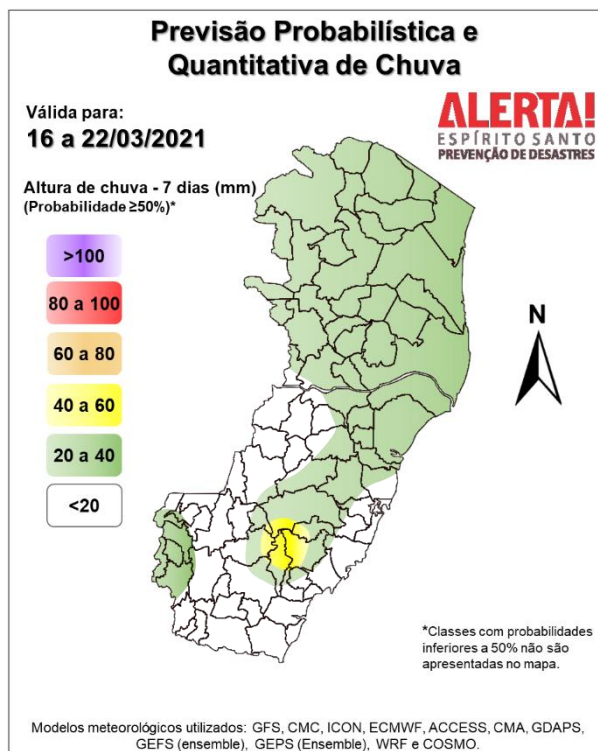 Previsão Probabilística e
Quantitativa de Chuva
Válida para:
16 a 22/03/2021
ALERTA!
ESPÍRITO SANTO
PREVENÇÃO DE DESASTRES
Altura de chuva - 7 dias (mm)
(Probabilidade ≥50%)*
>100
80 a 100
60 a 80
40 a 60
20 a 40
<20
N
*Classes com probabilidades
inferiores a 50% não são
apresentadas no mapa.
Modelos meteorológicos utilizados: GFS, CMC, ICON, ECMWF, ACCESS, CMA, GDAPS,
GEFS (ensemble), GEPS (Ensemble), WRF e COSMO.